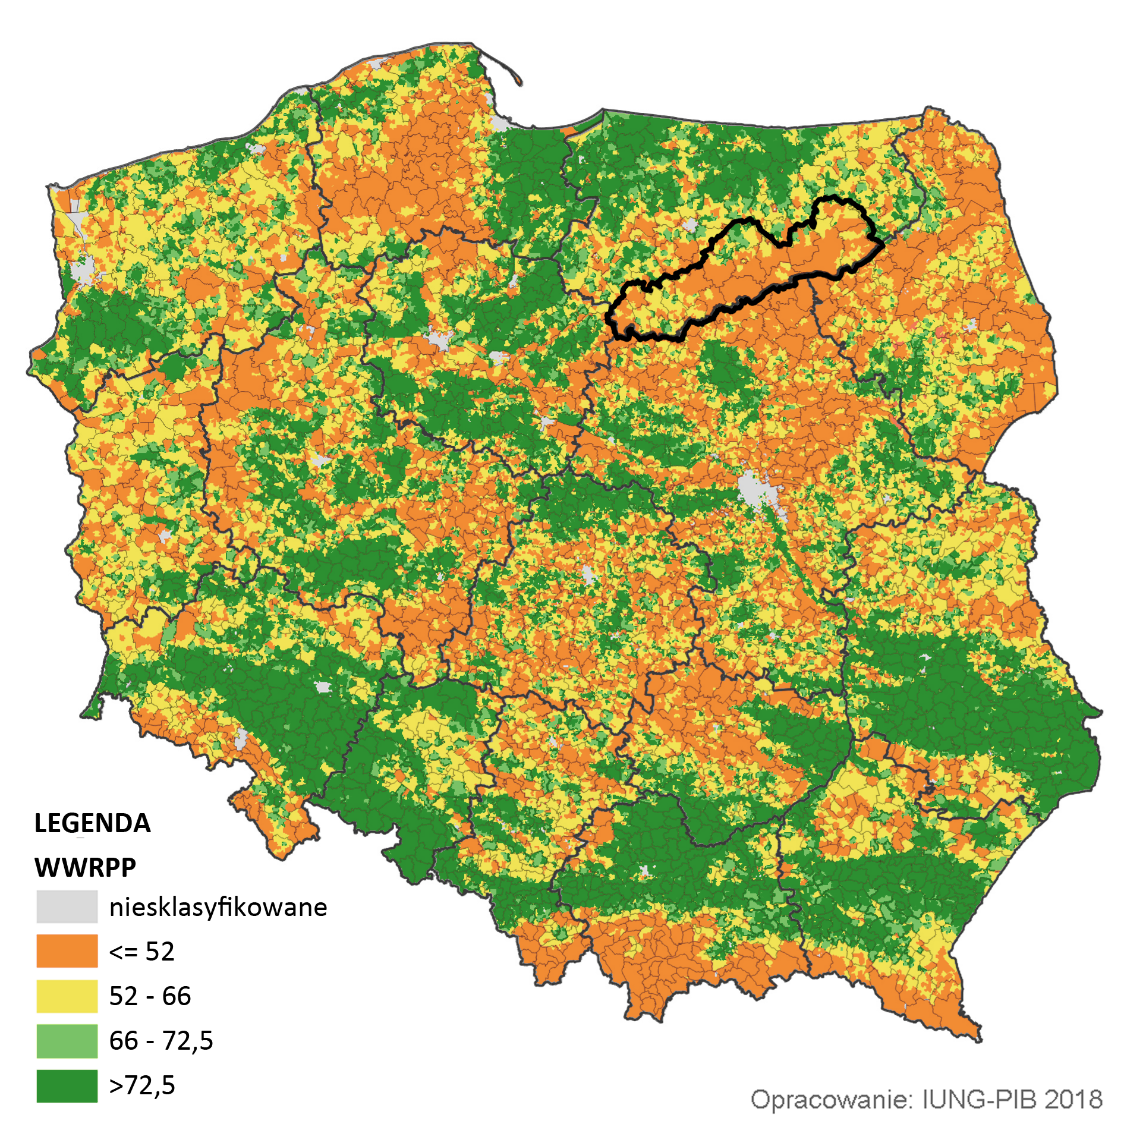 LEGENDA
WWRPP
niesklasyfikowane
<= 52
52 - 66
66 - 72,5
>72,5
Opracowanie: IUNG-PIB 2018